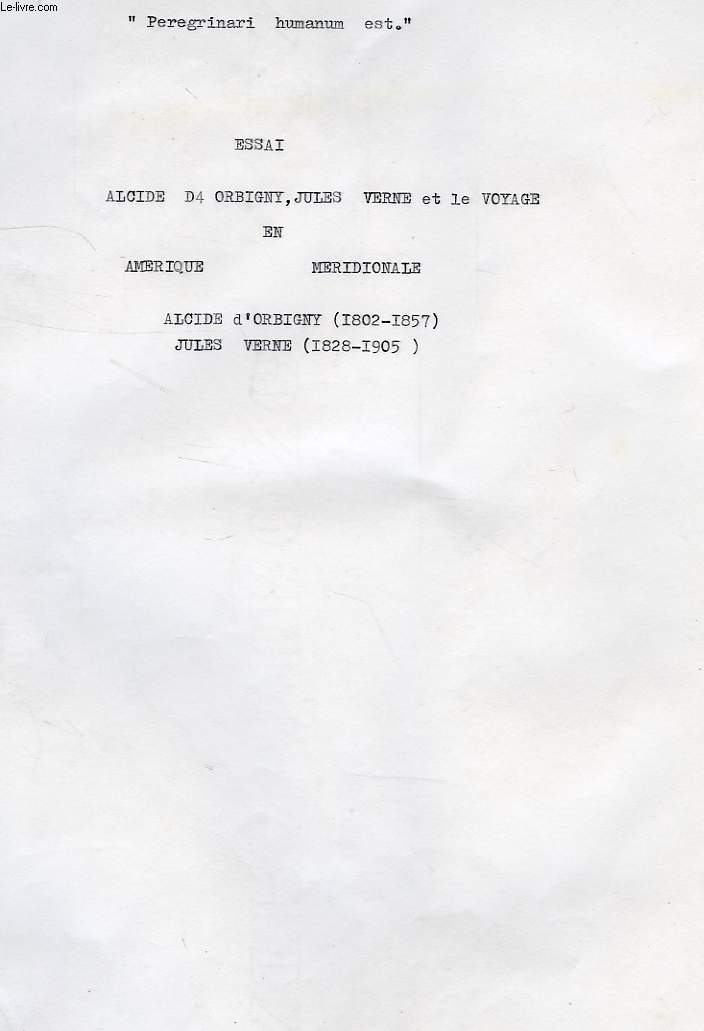 Le-livre.com
" Peregrinari humanum est."
ESSAI
ALCIDE D4 ORBIGNY,JULES VERNE et le VOYAGE
EN
AMERIQUE MERIDIONALE
ALCIDE d'ORBIGNY (I802-I857)
JULES VERNE (I828-I905 )